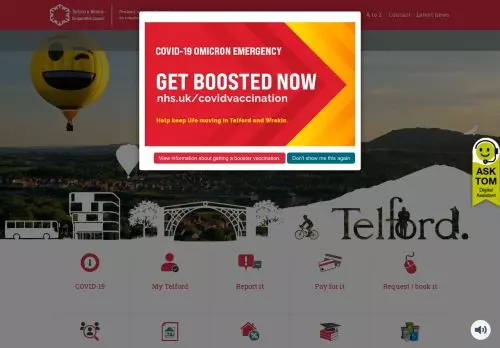 Telford & Wrekin
Co-operative Council
Protect
A to Z
Contact
Latest News
COVID-19 OMICRON EMERGENCY
GET BOOSTED NOW
nhs.uk/covidvaccination
Help keep life moving in Telford and Wrekin.
View information about getting a booster vaccination
Don't show me this again
ASK
TOM
Digital
Assistant
Telford.
COVID-19
My Telford
Report it
Pay for it
Request / book it